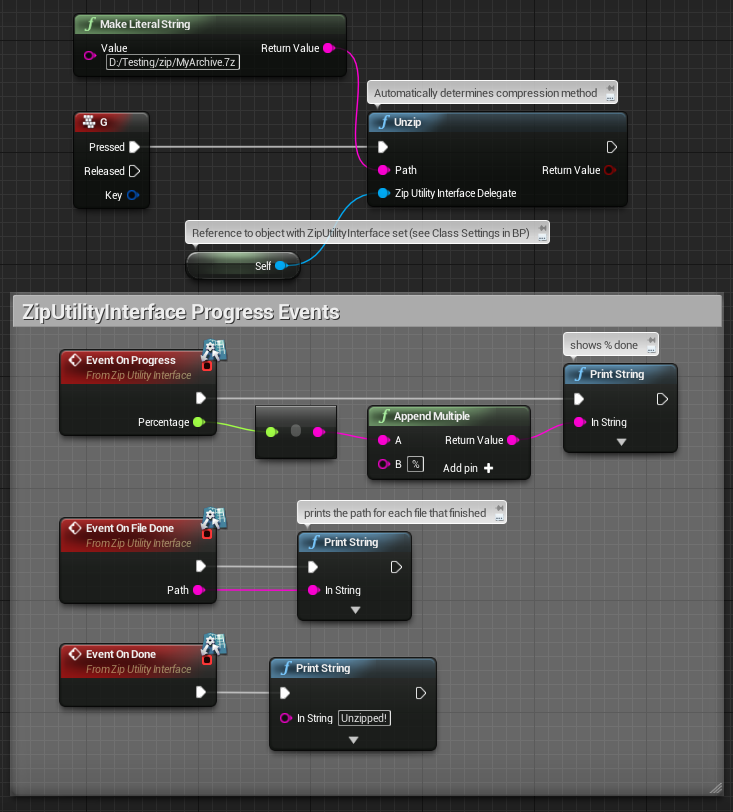 Make Literal String
Value
Return Value
D:/Testing/zip/MyArchive.7z
Automatically determines compression method
G
Unzip
Pressed
Released
Path
Return Value
Key
Zip Utility Interface Delegate
Reference to object with ZipUtilityInterface set (see Class Settings in BP)
Self
ZipUtilityInterface Progress Events
shows % done
Event On Progress
From Zip Utility Interface
Print String
Percentage
Append Multiple
In String
A
Return Value
B
%
Add pin
prints the path for each file that finished
Event On File Done
From Zip Utility Interface
Print String
Path
In String
Event On Done
From Zip Utility Interface
Print String
In String
Unzipped!